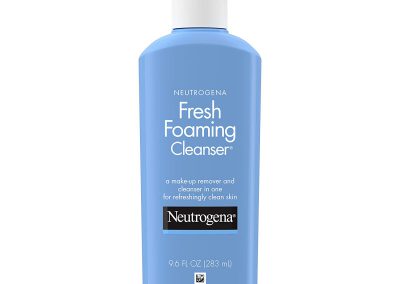 NEUTROGENA
Fresh
Foaming
Cleanser®
a make-up remover and
cleanser in one
for refreshingly clean skin
Neutrogena®
9.6 FL OZ (283 ml)